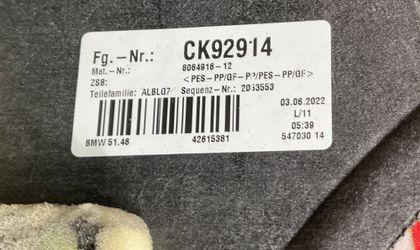 Fg.-Nr.: CK92914
Mat.-Nr.: 8064916-12
ZSB: <PES-PP/GF-PP/PES-PP/GF>
Teilefamilie: ALBLG7 Sequenz-Nr.: 2053553
03.06.2022
L/11
05:39
BMW 51.46 42615381 547030 14